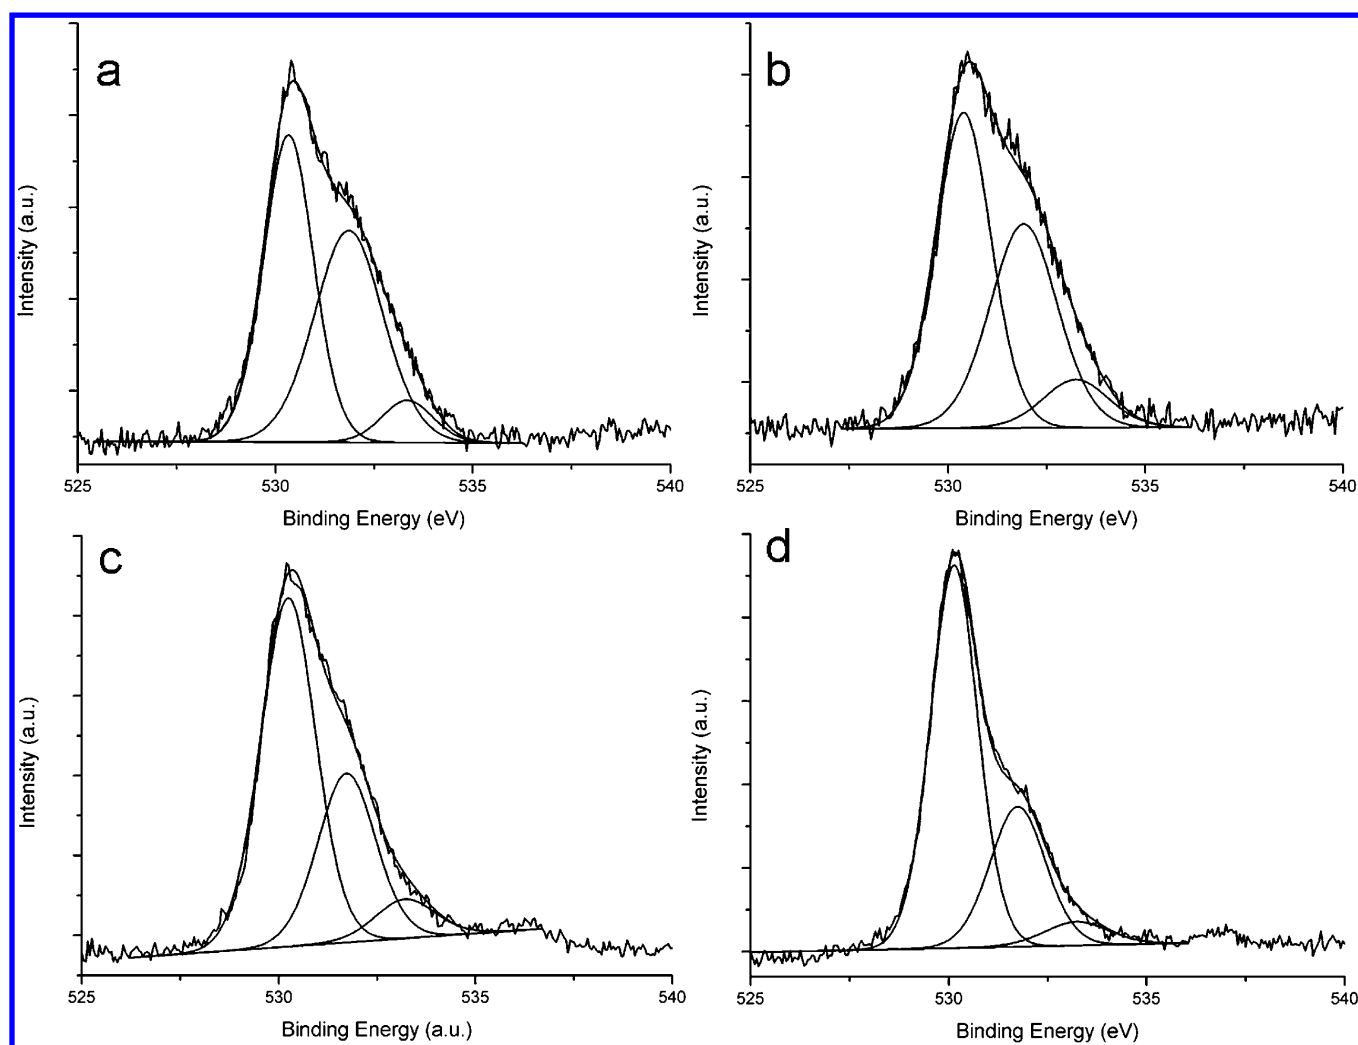 a
Intensity (a.u.)
525 530 535 540
Binding Energy (eV)
b
Intensity (a.u.)
525 530 535 540
Binding Energy (eV)
c
Intensity (a.u.)
525 530 535 540
Binding Energy (a.u.)
d
Intensity (a.u.)
525 530 535 540
Binding Energy (eV)